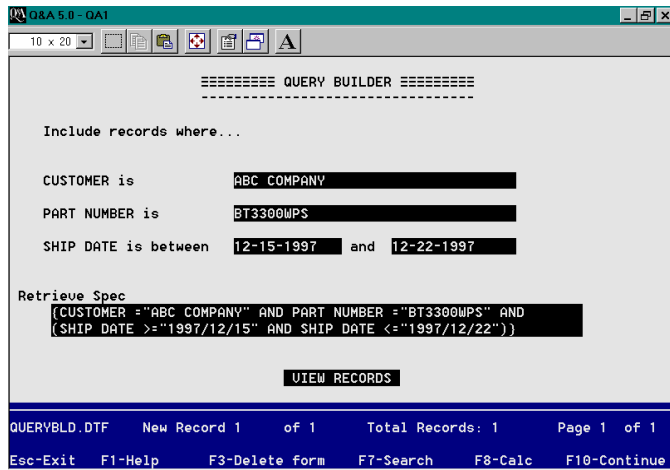 Q&A 5.0 - QA1
10 x 20
A
≡≡≡≡≡≡≡≡≡ QUERY BUILDER ≡≡≡≡≡≡≡≡≡
---------------------------------
Include records where...
CUSTOMER is ABC COMPANY
PART NUMBER is BT3300WPS
SHIP DATE is between 12-15-1997 and 12-22-1997
Retrieve Spec
{CUSTOMER ="ABC COMPANY" AND PART NUMBER ="BT3300WPS" AND
(SHIP DATE >="1997/12/15" AND SHIP DATE <="1997/12/22")}
VIEW RECORDS
QUERYBLD.DTF New Record 1 of 1 Total Records: 1 Page 1 of 1
Esc-Exit F1-Help F3-Delete form F7-Search F8-Calc F10-Continue